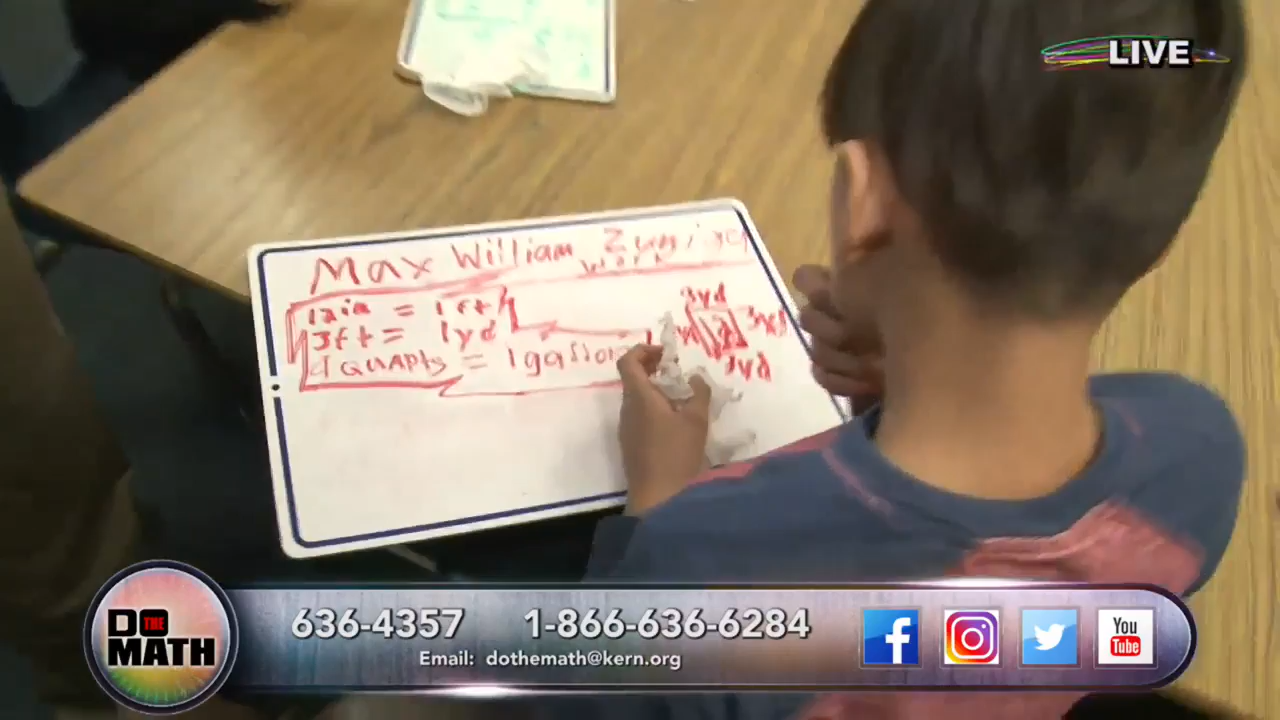 LIVE
Max William
12in = 1ft
3ft = 1yd
4 quarts = 1gallon
3yd
3yd
3yd
DO THE MATH
636-4357 1-866-636-6284
Email: dothemath@kern.org
You Tube